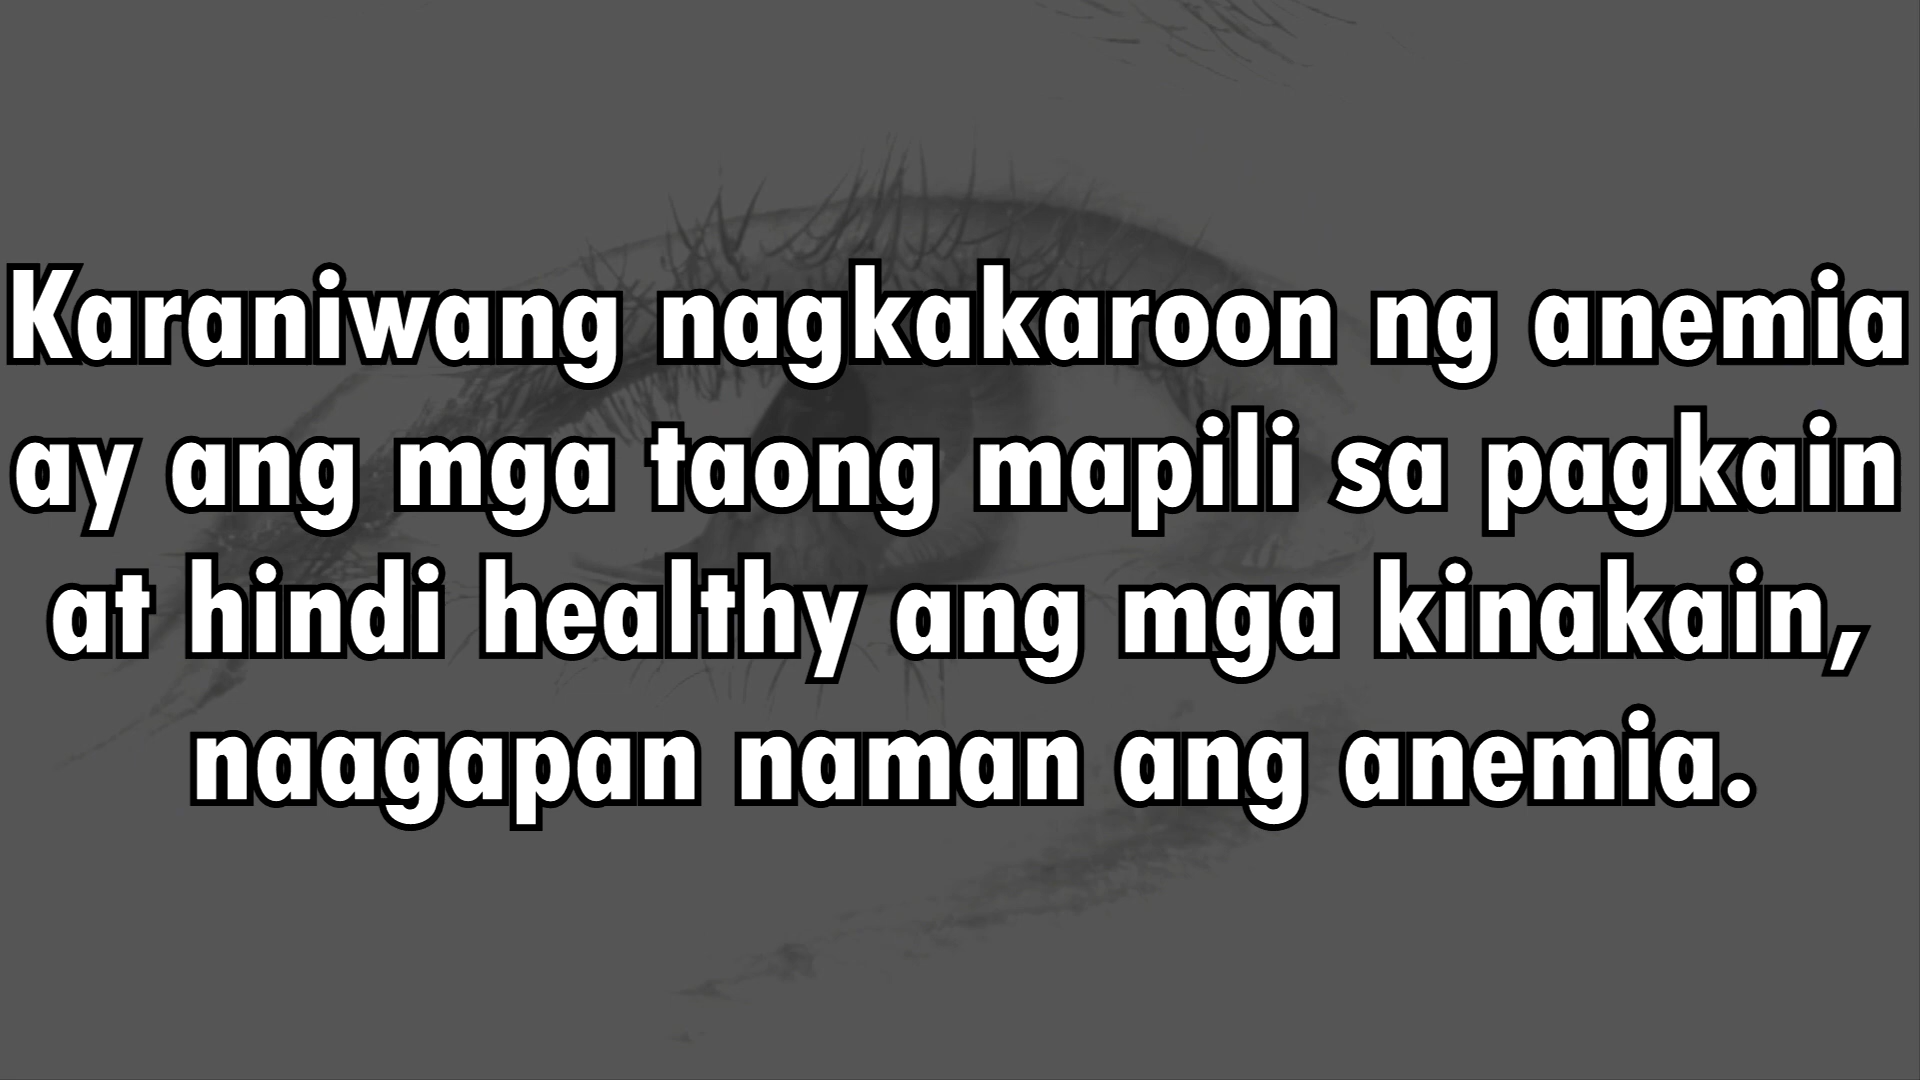 Karaniwang nagkakaroon ng anemia
ay ang mga taong mapili sa pagkain
at hindi healthy ang mga kinakain,
naagapan naman ang anemia.